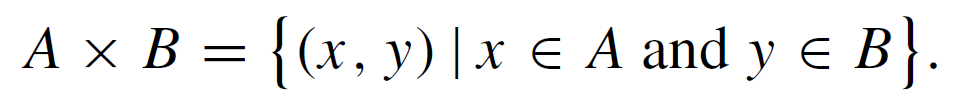 A × B = {(x, y) | x ∈ A and y ∈ B}.